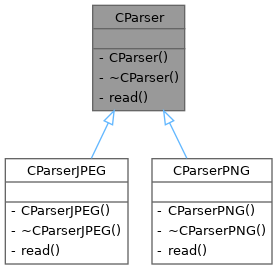 CParser
- CParser()
- ~CParser()
- read()
CParserJPEG
- CParserJPEG()
- ~CParserJPEG()
- read()
CParserPNG
- CParserPNG()
- ~CParserPNG()
- read()